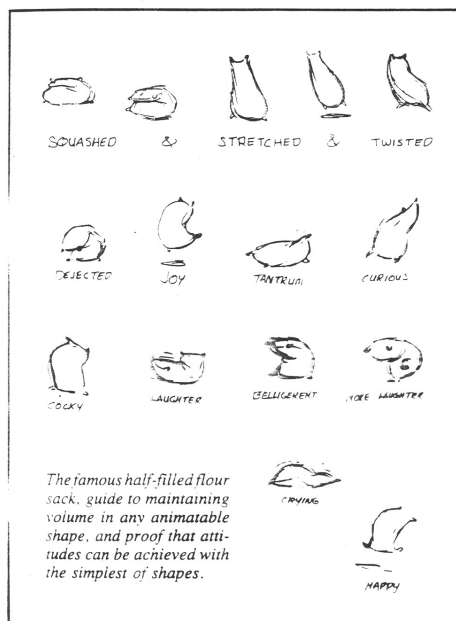 SQUASHED & STRETCHED & TWISTED
DEJECTED JOY TANTRUM CURIOUS
COCKY LAUGHTER BELLIGERENT MORE LAUGHTER
CRYING
HAPPY
The famous half-filled flour
sack, guide to maintaining
volume in any animatable
shape, and proof that atti-
tudes can be achieved with
the simplest of shapes.